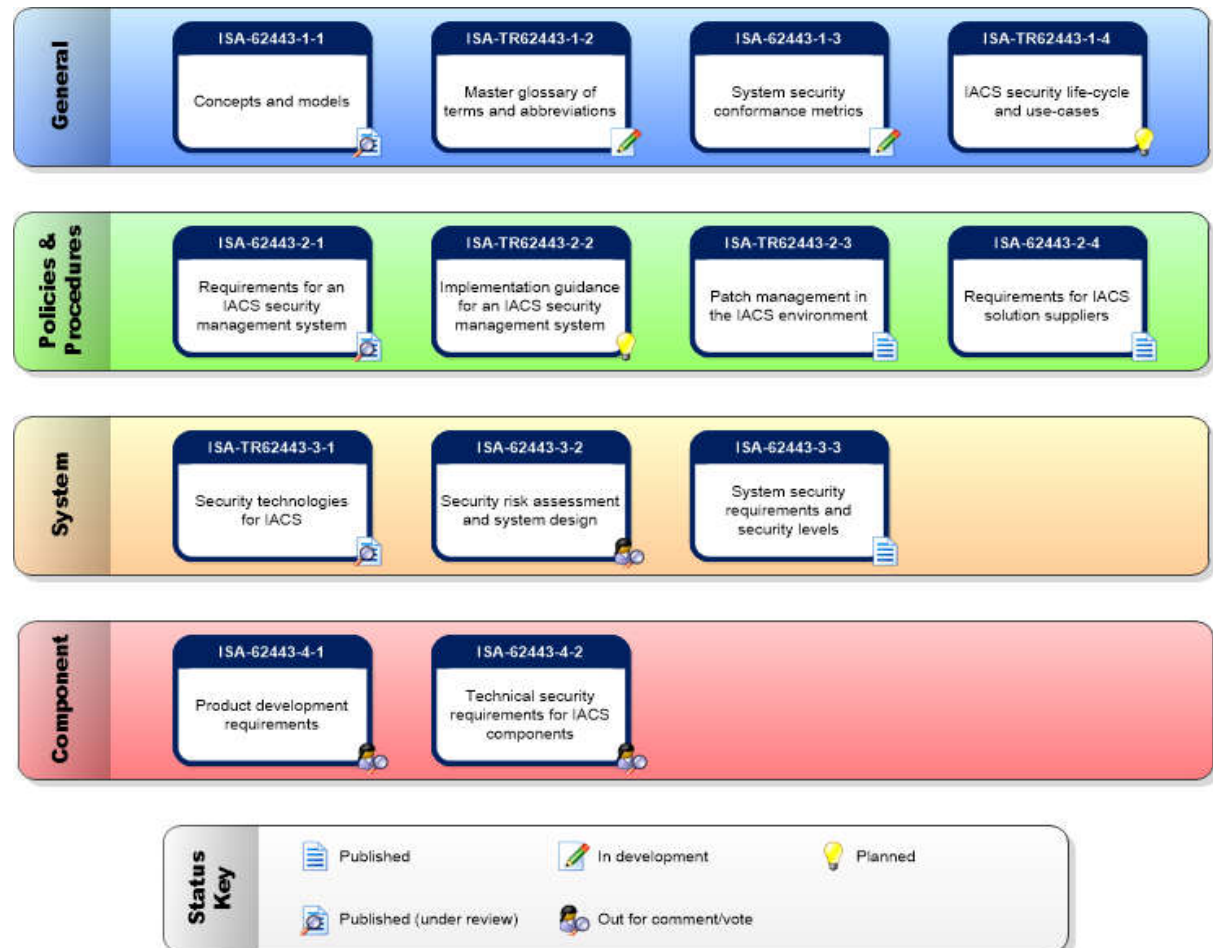 General
ISA-62443-1-1
Concepts and models
ISA-TR62443-1-2
Master glossary of
terms and abbreviations
ISA-62443-1-3
System security
conformance metrics
ISA-TR62443-1-4
IACS security life-cycle
and use-cases
Policies &
Procedures
ISA-62443-2-1
Requirements for an
IACS security
management system
ISA-TR62443-2-2
Implementation guidance
for an IACS security
management system
ISA-TR62443-2-3
Patch management in
the IACS environment
ISA-62443-2-4
Requirements for IACS
solution suppliers
System
ISA-TR62443-3-1
Security technologies
for IACS
ISA-62443-3-2
Security risk assessment
and system design
ISA-62443-3-3
System security
requirements and
security levels
Component
ISA-62443-4-1
Product development
requirements
ISA-62443-4-2
Technical security
requirements for IACS
components
Status
Key
Published
In development
Planned
Published (under review)
Out for comment/vote